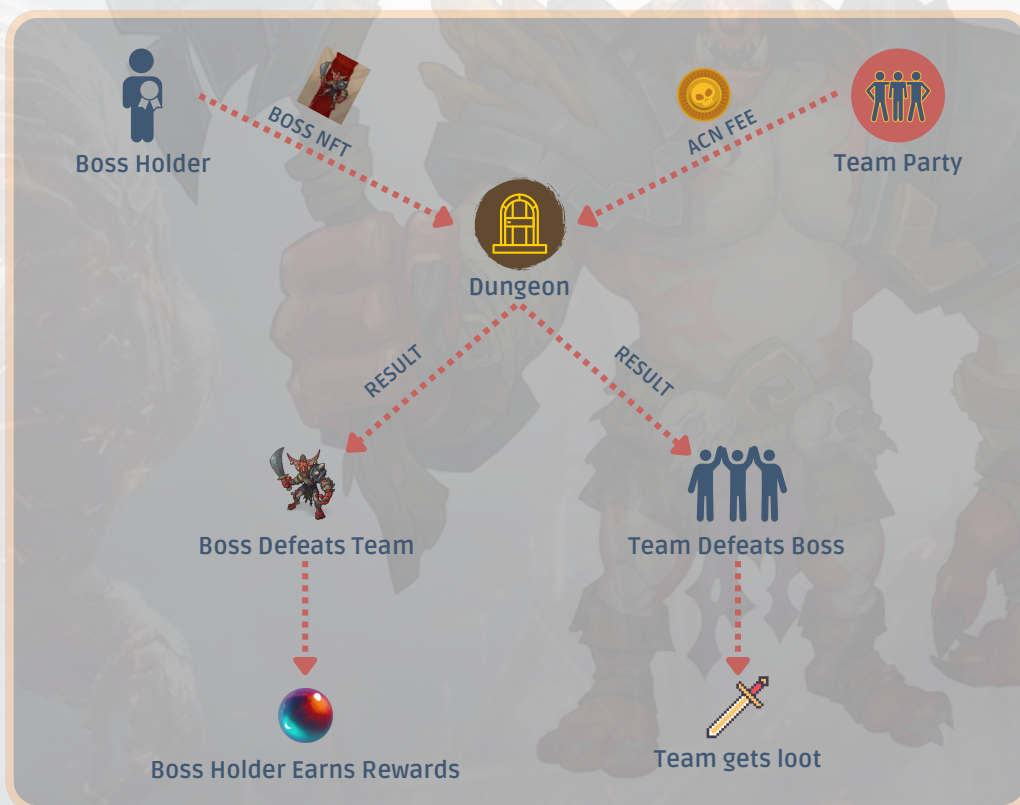 BOSS NFT
ACN FEE
Boss Holder
Team Party
Dungeon
RESULT
RESULT
Boss Defeats Team
Team Defeats Boss
Boss Holder Earns Rewards
Team gets loot